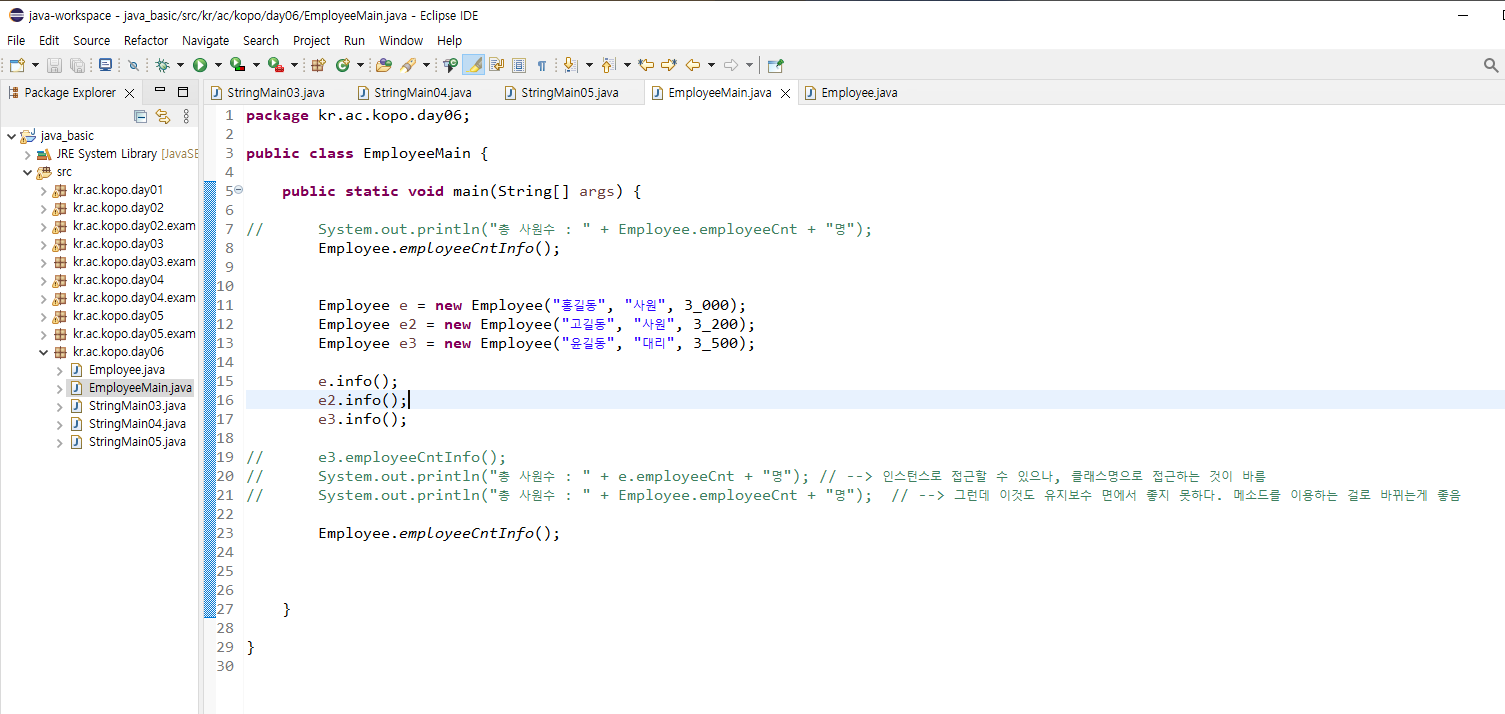 java-workspace - java_basic/src/kr/ac/kopo/day06/EmployeeMain.java - Eclipse IDE
File Edit Source Refactor Navigate Search Project Run Window Help
Package Explorer
java_basic
JRE System Library [JavaSE
src
kr.ac.kopo.day01
kr.ac.kopo.day02
kr.ac.kopo.day02.exam
kr.ac.kopo.day03
kr.ac.kopo.day03.exam
kr.ac.kopo.day04
kr.ac.kopo.day04.exam
kr.ac.kopo.day05
kr.ac.kopo.day05.exam
kr.ac.kopo.day06
Employee.java
EmployeeMain.java
StringMain03.java
StringMain04.java
StringMain05.java
StringMain03.java StringMain04.java StringMain05.java EmployeeMain.java Employee.java
1 package kr.ac.kopo.day06;
2
3 public class EmployeeMain {
4
5 public static void main(String[] args) {
6
7 // System.out.println("총 사원수 : " + Employee.employeeCnt + "명");
8 Employee.employeeCntInfo();
9
10
11 Employee e = new Employee("홍길동", "사원", 3_000);
12 Employee e2 = new Employee("고길동", "사원", 3_200);
13 Employee e3 = new Employee("윤길동", "대리", 3_500);
14
15 e.info();
16 e2.info();
17 e3.info();
18
19 // e3.employeeCntInfo();
20 // System.out.println("총 사원수 : " + e.employeeCnt + "명"); // --> 인스턴스로 접근할 수 있으나, 클래스명으로 접근하는 것이 바름
21 // System.out.println("총 사원수 : " + Employee.employeeCnt + "명"); // --> 그런데 이것도 유지보수 면에서 좋지 못하다. 메소드를 이용하는 걸로 바뀌는게 좋음
22
23 Employee.employeeCntInfo();
24
25
26
27 }
28
29 }
30